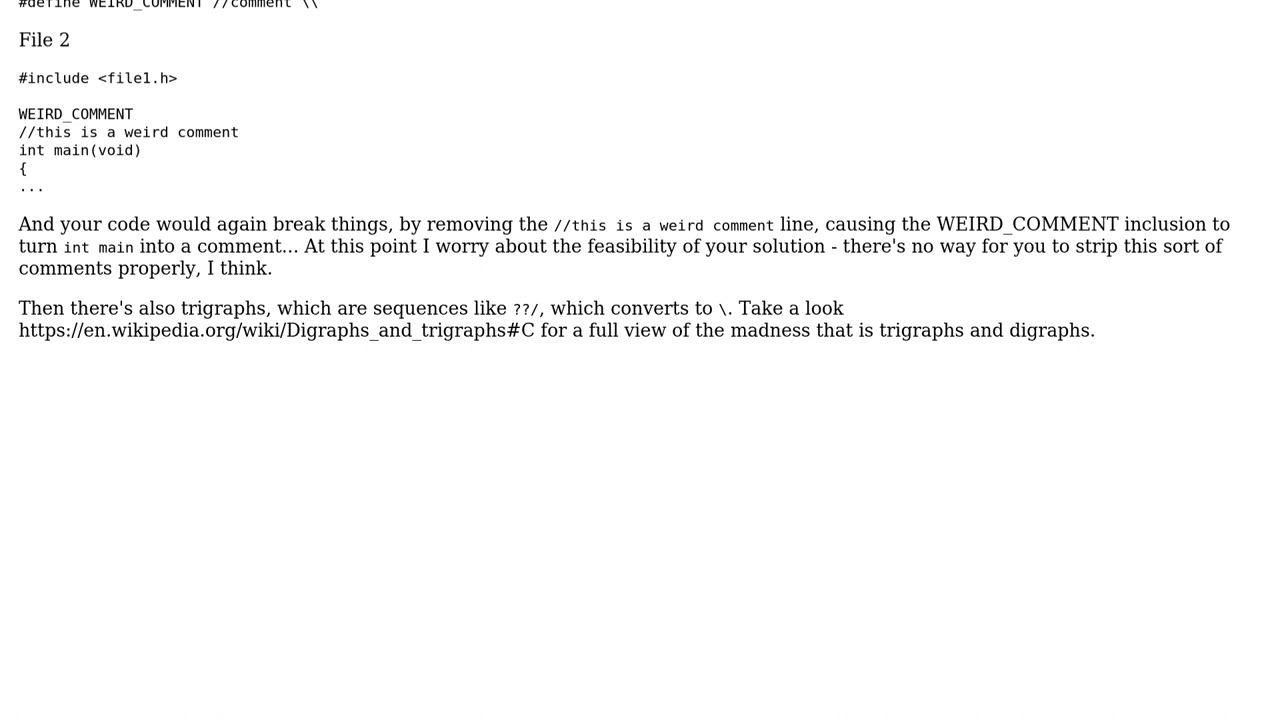 #define WEIRD_COMMENT //comment \\
File 2
#include <file1.h>
WEIRD_COMMENT
//this is a weird comment
int main(void)
{
...
And your code would again break things, by removing the //this is a weird comment line, causing the WEIRD_COMMENT inclusion to
turn int main into a comment... At this point I worry about the feasibility of your solution - there's no way for you to strip this sort of
comments properly, I think.
Then there's also trigraphs, which are sequences like ??/, which converts to \. Take a look
https://en.wikipedia.org/wiki/Digraphs_and_trigraphs#C for a full view of the madness that is trigraphs and digraphs.